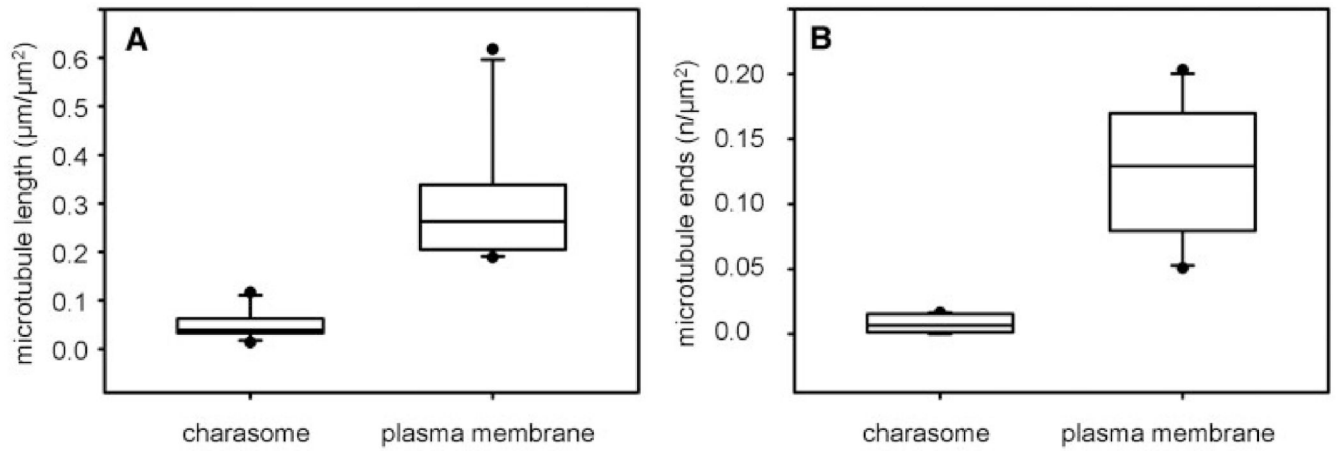 A
microtubule length (µm/µm²)
0.6
0.5
0.4
0.3
0.2
0.1
0.0
charasome plasma membrane
B
microtubule ends (n/µm²)
0.20
0.15
0.10
0.05
0.0
charasome plasma membrane